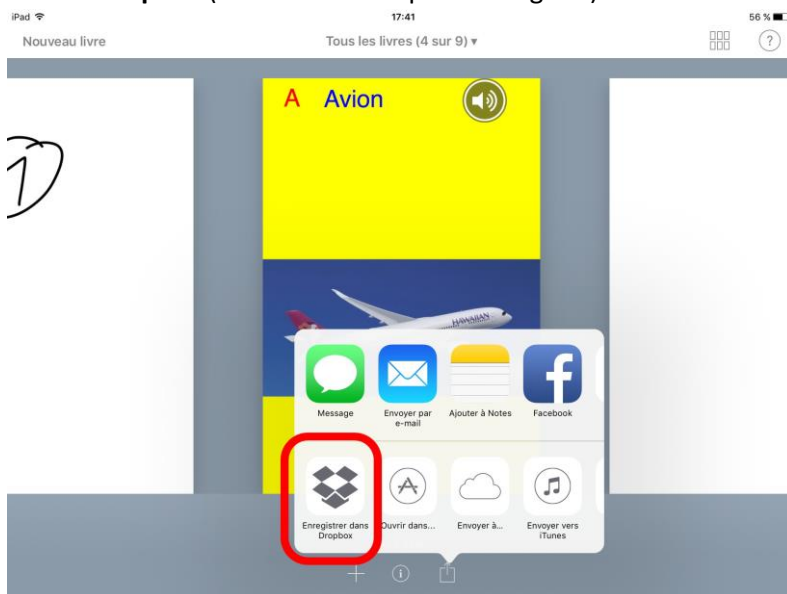 iPad 17:41 56 %
Nouveau livre Tous les livres (4 sur 9) ▾ ?
A Avion
1
HAWAIIAN
Message Envoyer par e-mail Ajouter à Notes Facebook
Enregistrer dans Dropbox Ouvrir dans... Envoyer à... Envoyer vers iTunes